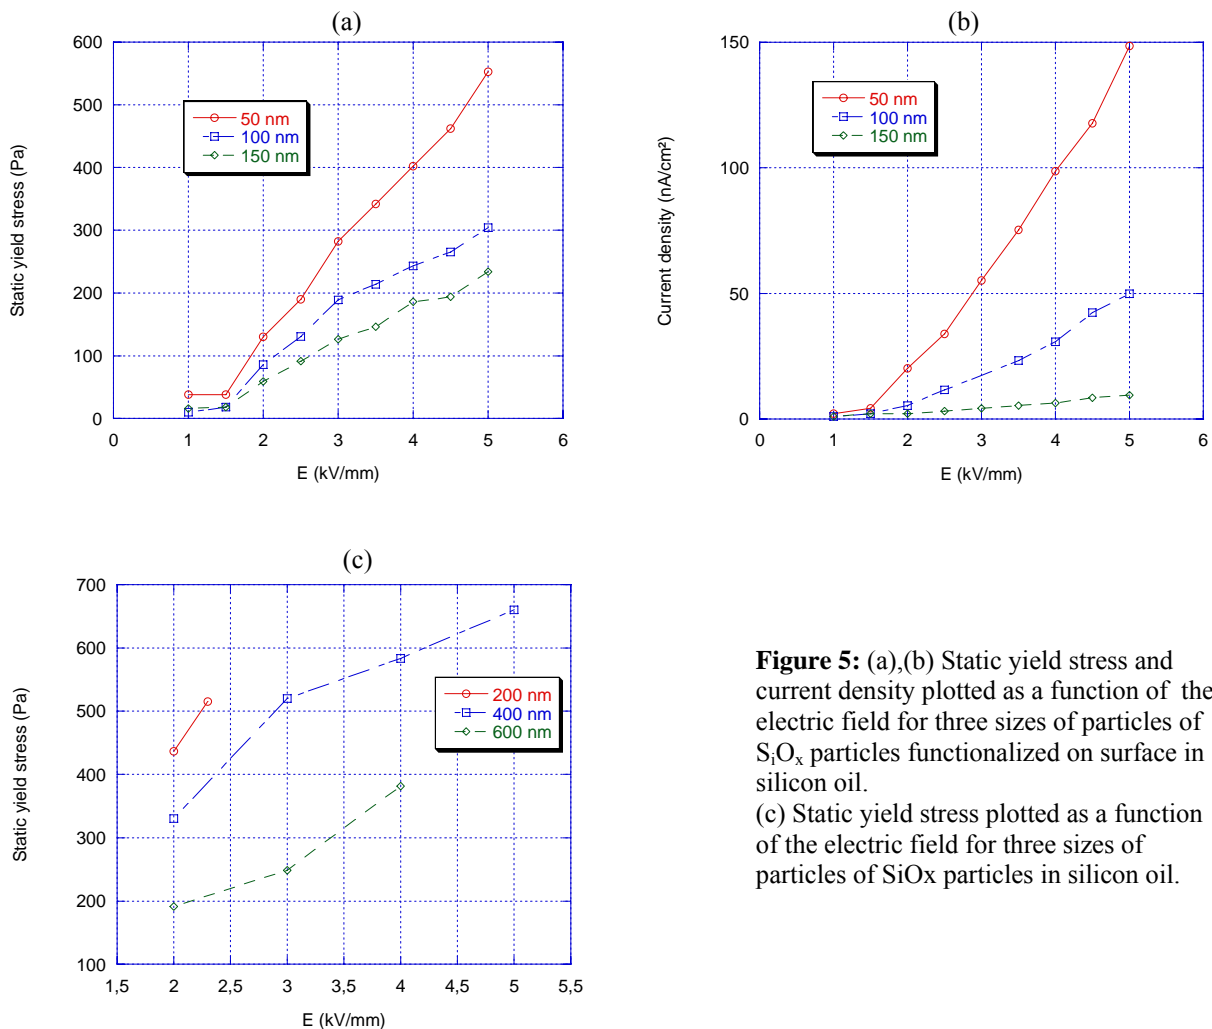 (a)
600
500
400
300
200
100
0
Static yield stress (Pa)
50 nm
100 nm
150 nm
0 1 2 3 4 5 6
E (kV/mm)
(b)
150
100
50
0
Current density (nA/cm²)
50 nm
100 nm
150 nm
0 1 2 3 4 5 6
E (kV/mm)
(c)
700
600
500
400
300
200
100
Static yield stress (Pa)
200 nm
400 nm
600 nm
1,5 2 2,5 3 3,5 4 4,5 5 5,5
E (kV/mm)
Figure 5: (a),(b) Static yield stress and
current density plotted as a function of the
electric field for three sizes of particles of
SiOx particles functionalized on surface in
silicon oil.
(c) Static yield stress plotted as a function
of the electric field for three sizes of
particles of SiOx particles in silicon oil.